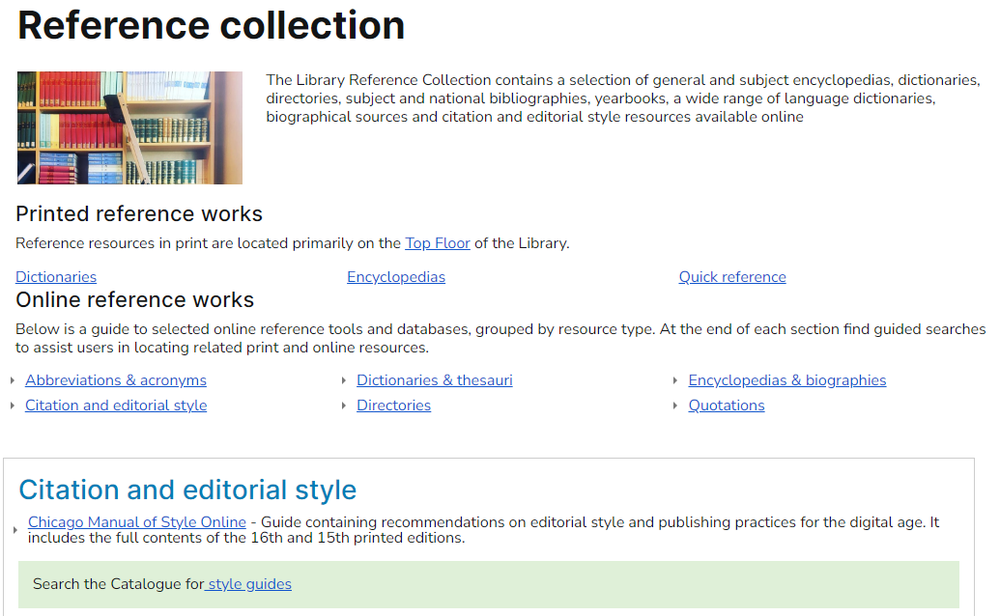 Reference collection
The Library Reference Collection contains a selection of general and subject encyclopedias, dictionaries,
directories, subject and national bibliographies, yearbooks, a wide range of language dictionaries,
biographical sources and citation and editorial style resources available online
Printed reference works
Reference resources in print are located primarily on the Top Floor of the Library.
Dictionaries Encyclopedias Quick reference
Online reference works
Below is a guide to selected online reference tools and databases, grouped by resource type. At the end of each section find guided searches
to assist users in locating related print and online resources.
Abbreviations & acronyms Dictionaries & thesauri Encyclopedias & biographies
Citation and editorial style Directories Quotations
Citation and editorial style
Chicago Manual of Style Online - Guide containing recommendations on editorial style and publishing practices for the digital age. It
includes the full contents of the 16th and 15th printed editions.
Search the Catalogue for style guides